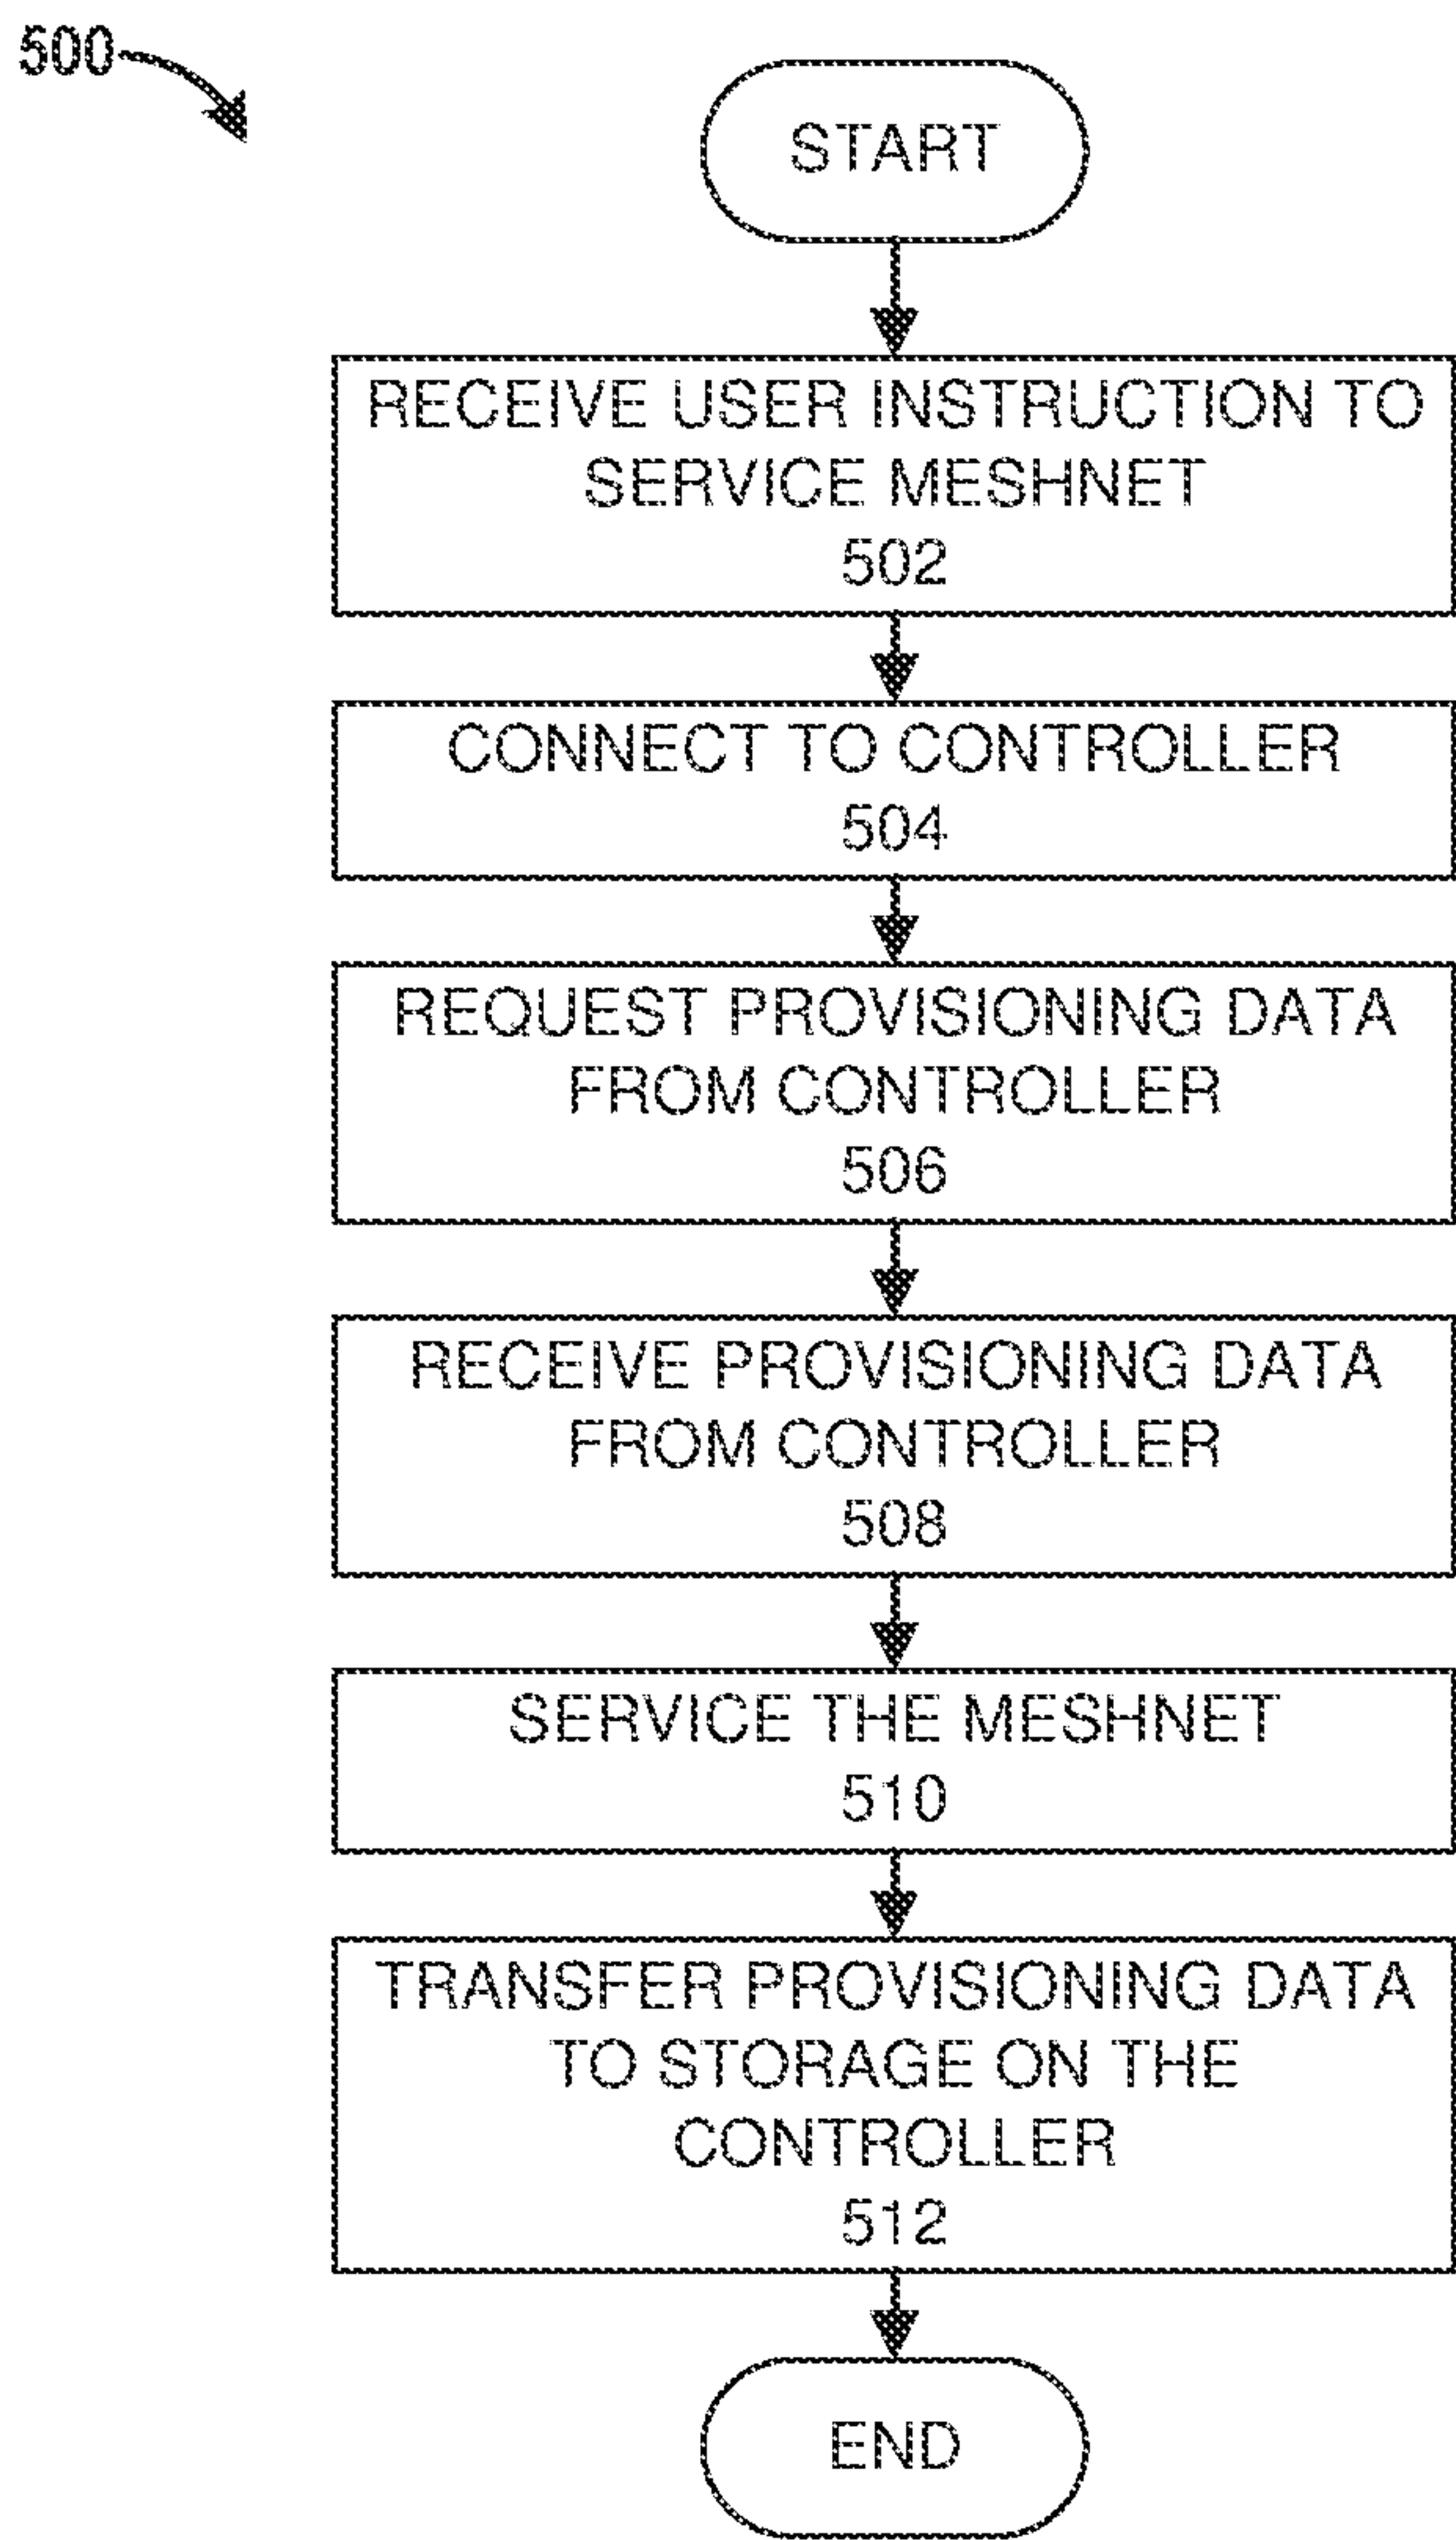 500
START
RECEIVE USER INSTRUCTION TO
SERVICE MESHNET
502
CONNECT TO CONTROLLER
504
REQUEST PROVISIONING DATA
FROM CONTROLLER
506
RECEIVE PROVISIONING DATA
FROM CONTROLLER
508
SERVICE THE MESHNET
510
TRANSFER PROVISIONING DATA
TO STORAGE ON THE
CONTROLLER
512
END